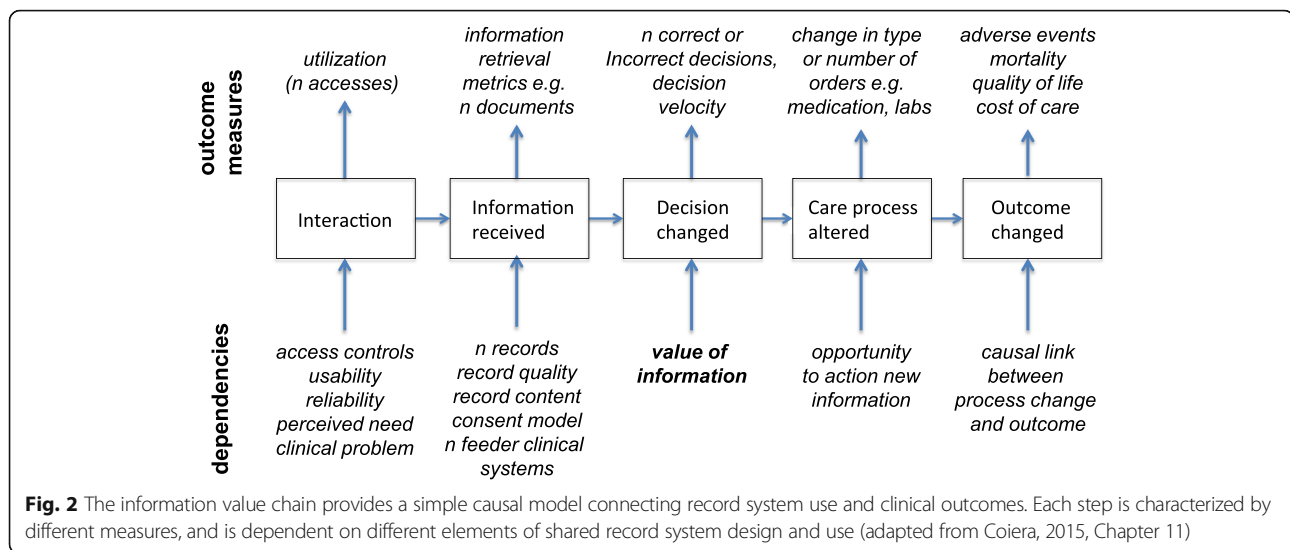 outcome
measures
utilization
(n accesses)
information
retrieval
metrics e.g.
n documents
n correct or
Incorrect decisions,
decision
velocity
change in type
or number of
orders e.g.
medication, labs
adverse events
mortality
quality of life
cost of care
Interaction
Information
received
Decision
changed
Care process
altered
Outcome
changed
dependencies
access controls
usability
reliability
perceived need
clinical problem
n records
record quality
record content
consent model
n feeder clinical
systems
value of
information
opportunity
to action new
information
causal link
between
process change
and outcome
Fig. 2 The information value chain provides a simple causal model connecting record system use and clinical outcomes. Each step is characterized by
different measures, and is dependent on different elements of shared record system design and use (adapted from Coiera, 2015, Chapter 11)